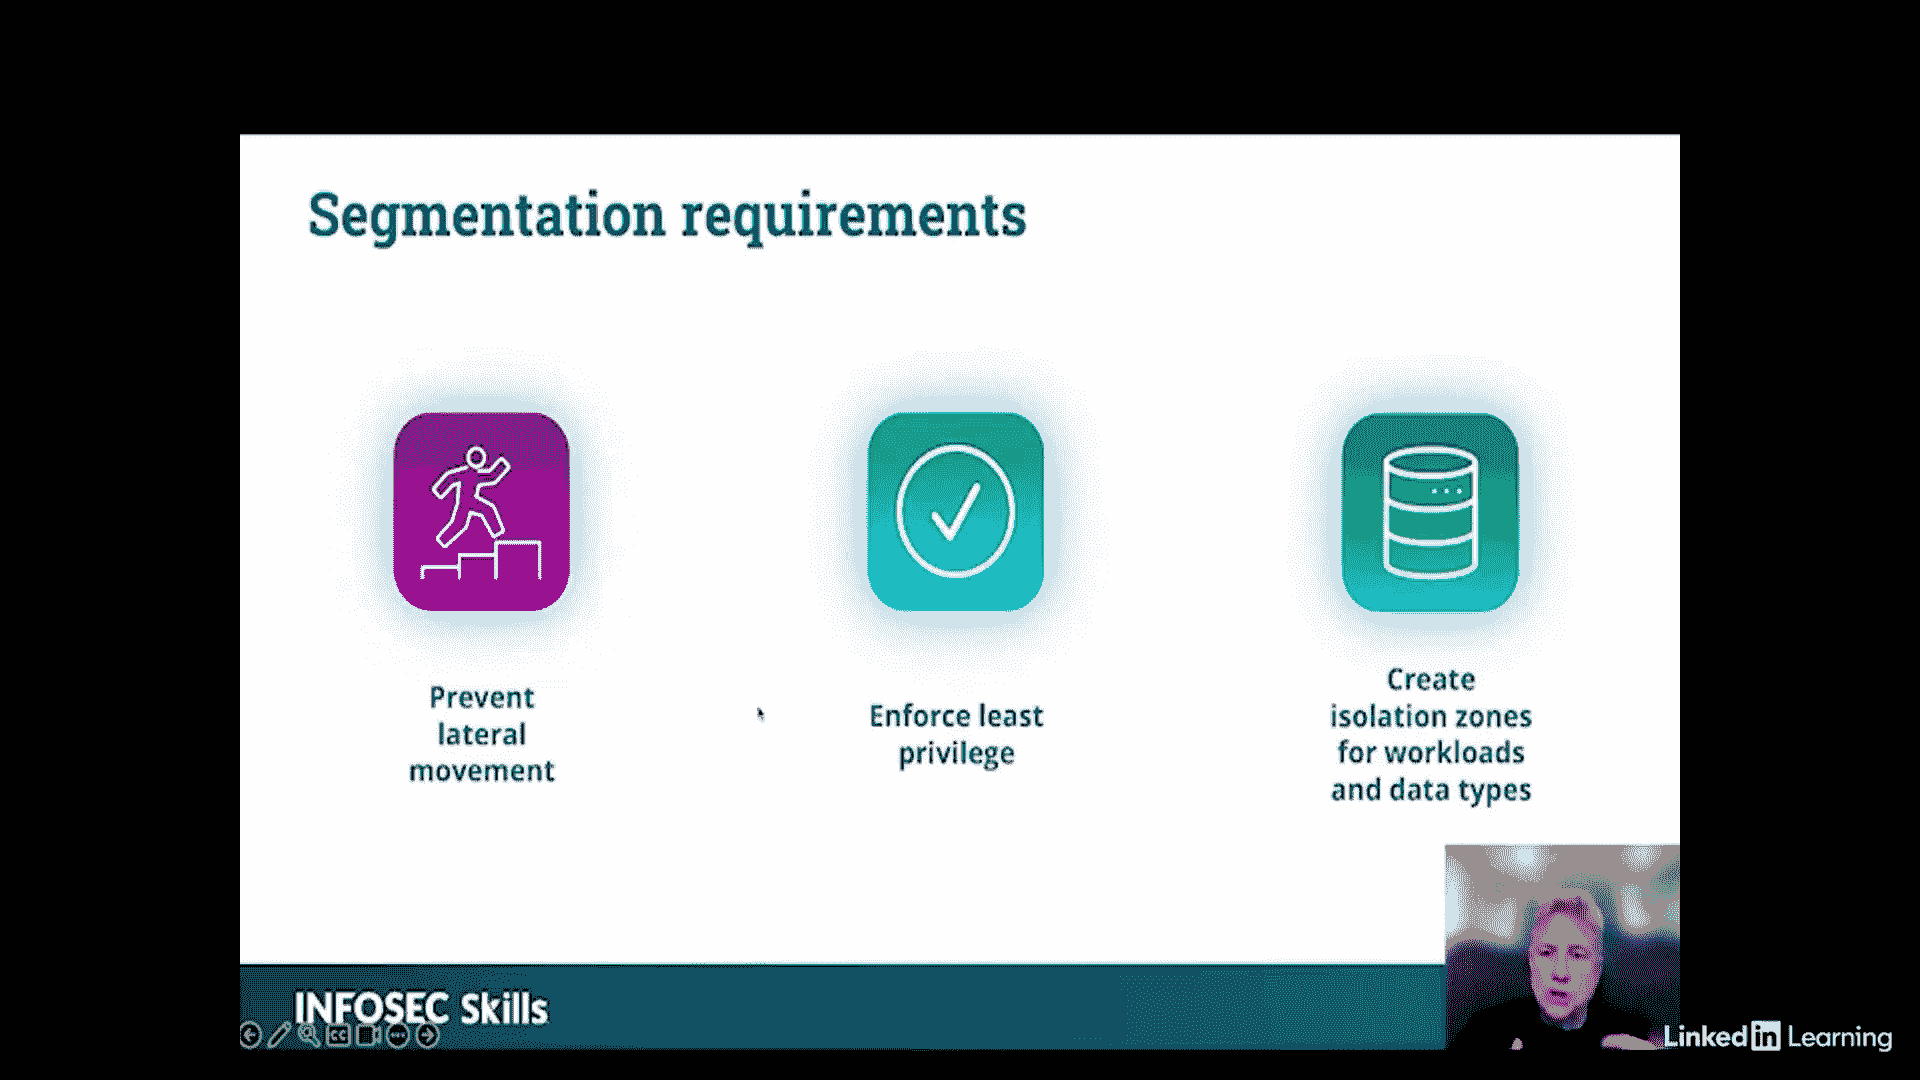 Segmentation requirements
Prevent
lateral
movement
Enforce least
privilege
Create
isolation zones
for workloads
and data types
INFOSEC Skills
CC
Linked in Learning